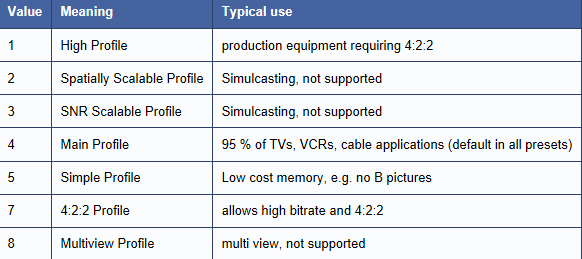 Value Meaning Typical use
1 High Profile production equipment requiring 4:2:2
2 Spatially Scalable Profile Simulcasting, not supported
3 SNR Scalable Profile Simulcasting, not supported
4 Main Profile 95 % of TVs, VCRs, cable applications (default in all presets)
5 Simple Profile Low cost memory, e.g. no B pictures
7 4:2:2 Profile allows high bitrate and 4:2:2
8 Multiview Profile multi view, not supported